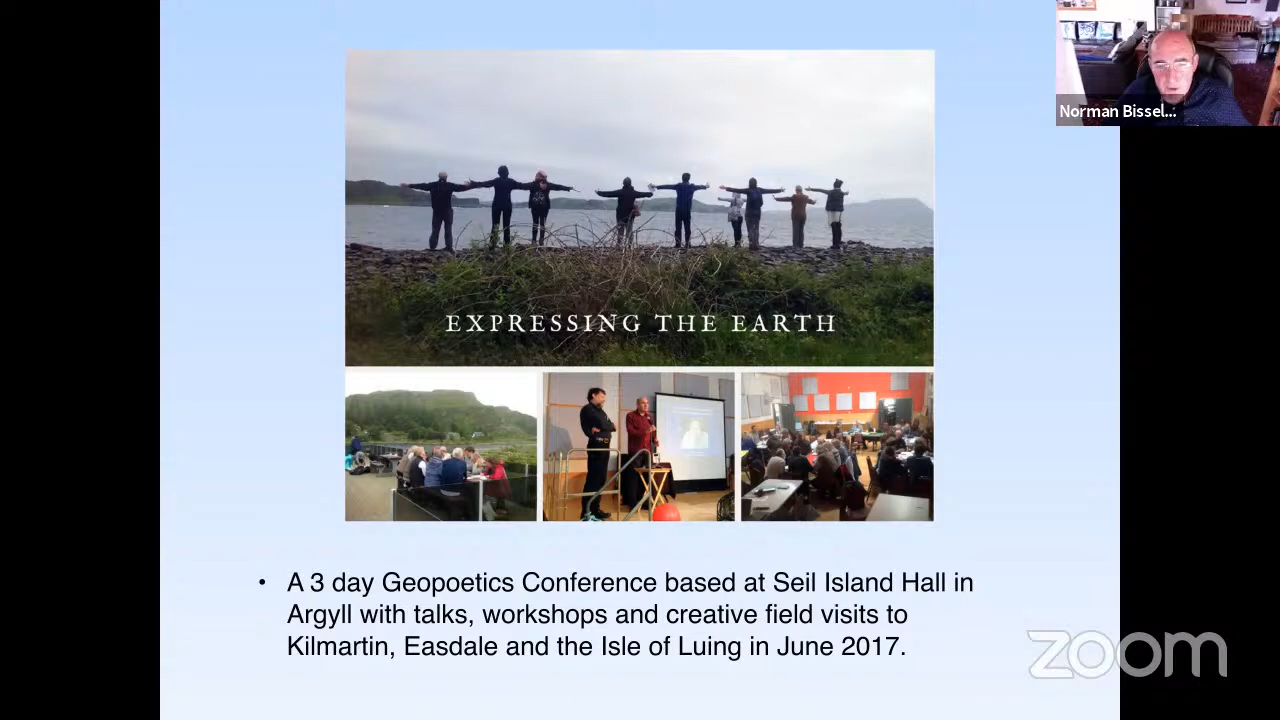 Norman Bissel...
EXPRESSING THE EARTH
• A 3 day Geopoetics Conference based at Seil Island Hall in
Argyll with talks, workshops and creative field visits to
Kilmartin, Easdale and the Isle of Luing in June 2017.
zoom